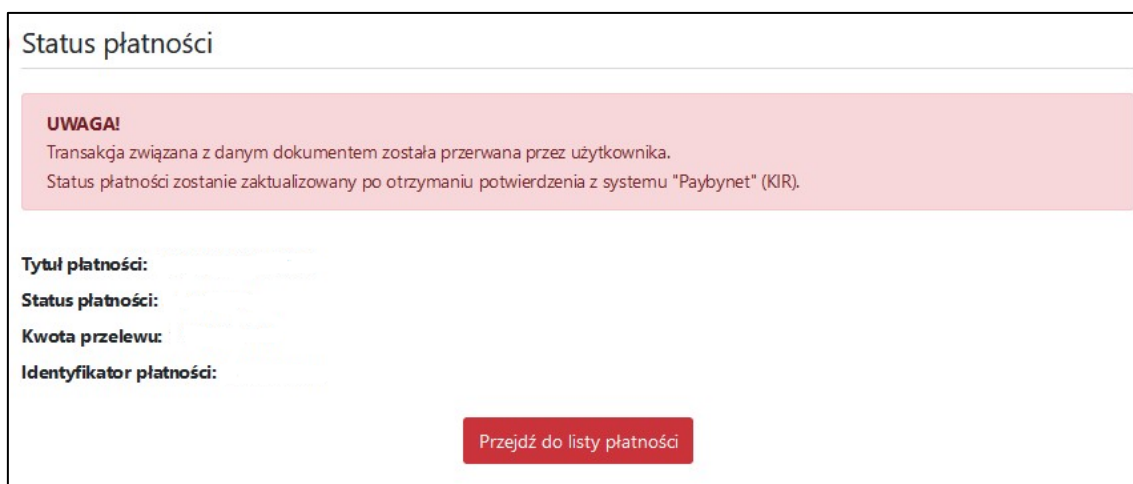 Status płatności
UWAGA!
Transakcja związana z danym dokumentem została przerwana przez użytkownika.
Status płatności zostanie zaktualizowany po otrzymaniu potwierdzenia z systemu "Paybynet" (KIR).
Tytuł płatności:
Status płatności:
Kwota przelewu:
Identyfikator płatności:
Przejdź do listy płatności